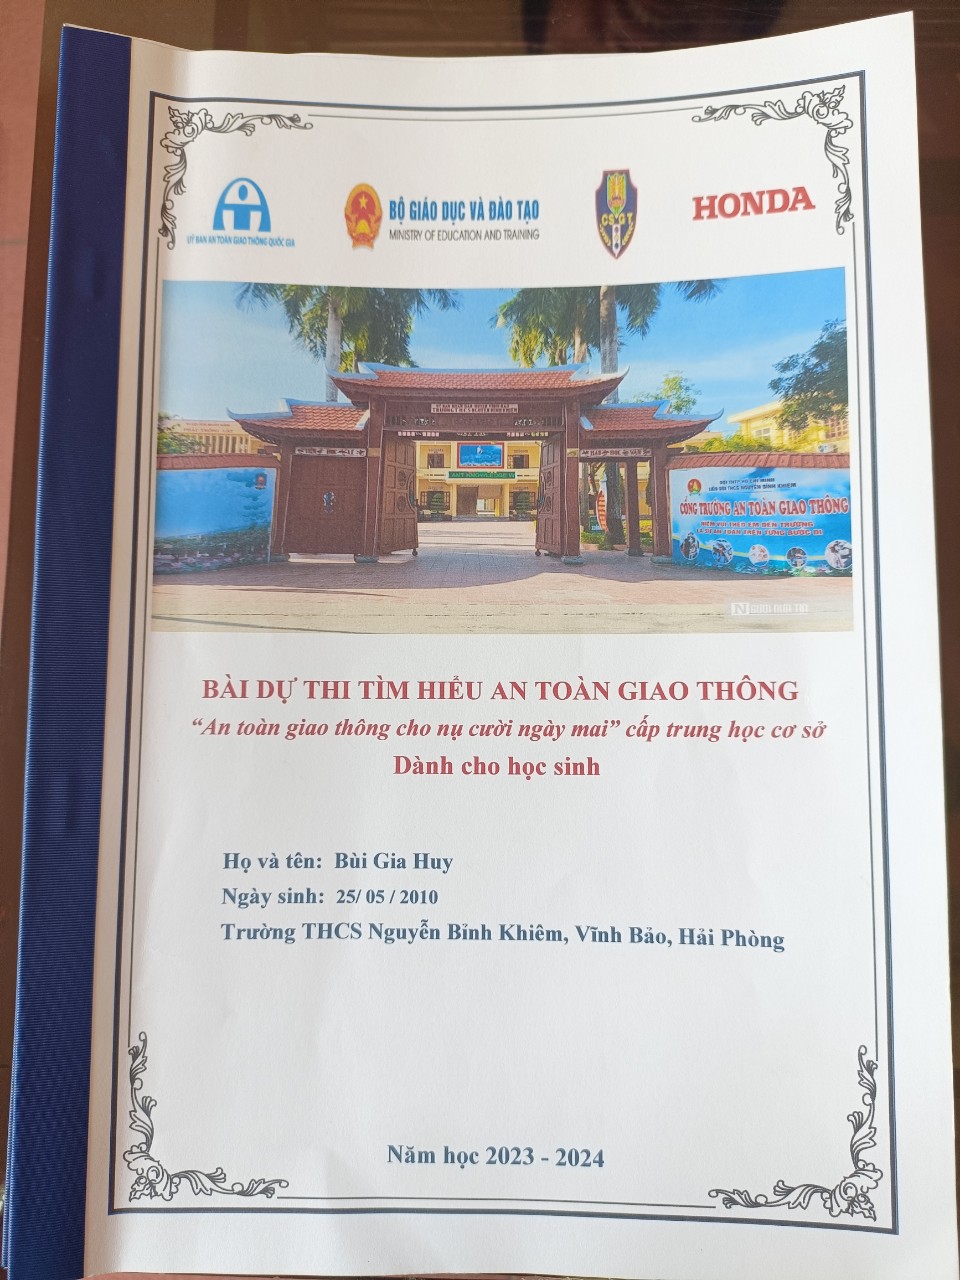 ỦY BAN AN TOÀN GIAO THÔNG QUỐC GIA
BỘ GIÁO DỤC VÀ ĐÀO TẠO
MINISTRY OF EDUCATION AND TRAINING
CSGT
HONDA
CỔNG TRƯỜNG AN TOÀN GIAO THÔNG
BÀI DỰ THI TÌM HIỂU AN TOÀN GIAO THÔNG
“An toàn giao thông cho nụ cười ngày mai” cấp trung học cơ sở
Dành cho học sinh
Họ và tên: Bùi Gia Huy
Ngày sinh: 25/ 05 / 2010
Trường THCS Nguyễn Bỉnh Khiêm, Vĩnh Bảo, Hải Phòng
Năm học 2023 - 2024